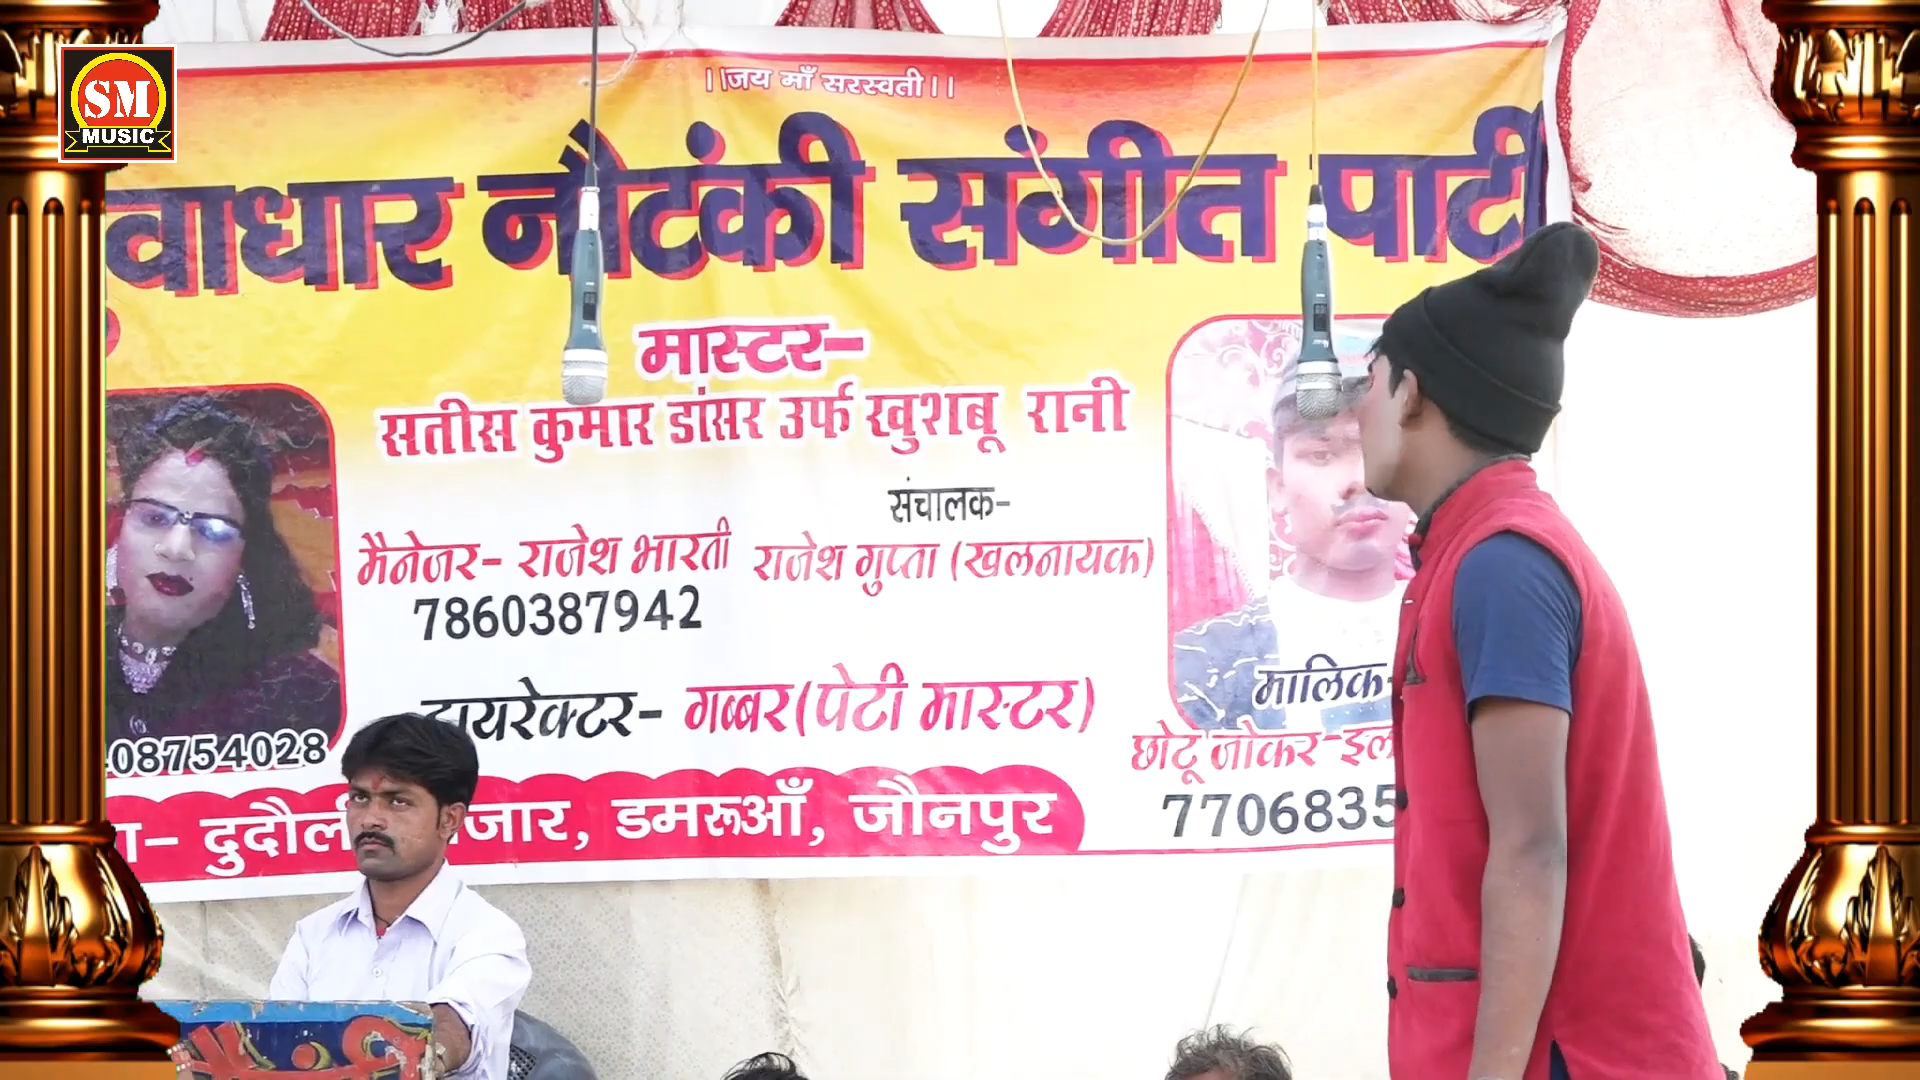 SM
MUSIC
।।जय माँ सरस्वती।।
वाधार नौटंकी संगीत पार्टी
मास्टर-
सतीस कुमार डांसर उर्फ खुशबू रानी
संचालक-
मैनेजर- राजेश भारती राजेश गुप्ता (खलनायक)
7860387942
डायरेक्टर- गब्बर(पेटी मास्टर)
मालिक-
छोटू जोकर-इल
08754028
7706835
दुदौली बाजार, डमरूआँ, जौनपुर